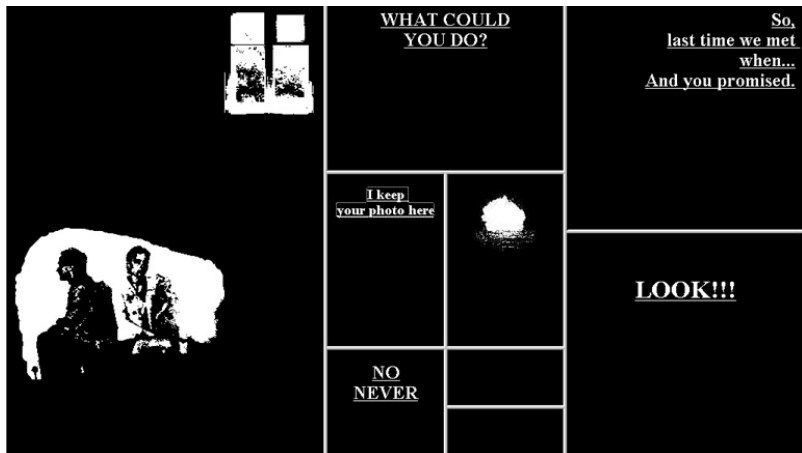 WHAT COULD
YOU DO?
I keep
your photo here
NO
NEVER
So,
last time we met
when...
And you promised.
LOOK!!!